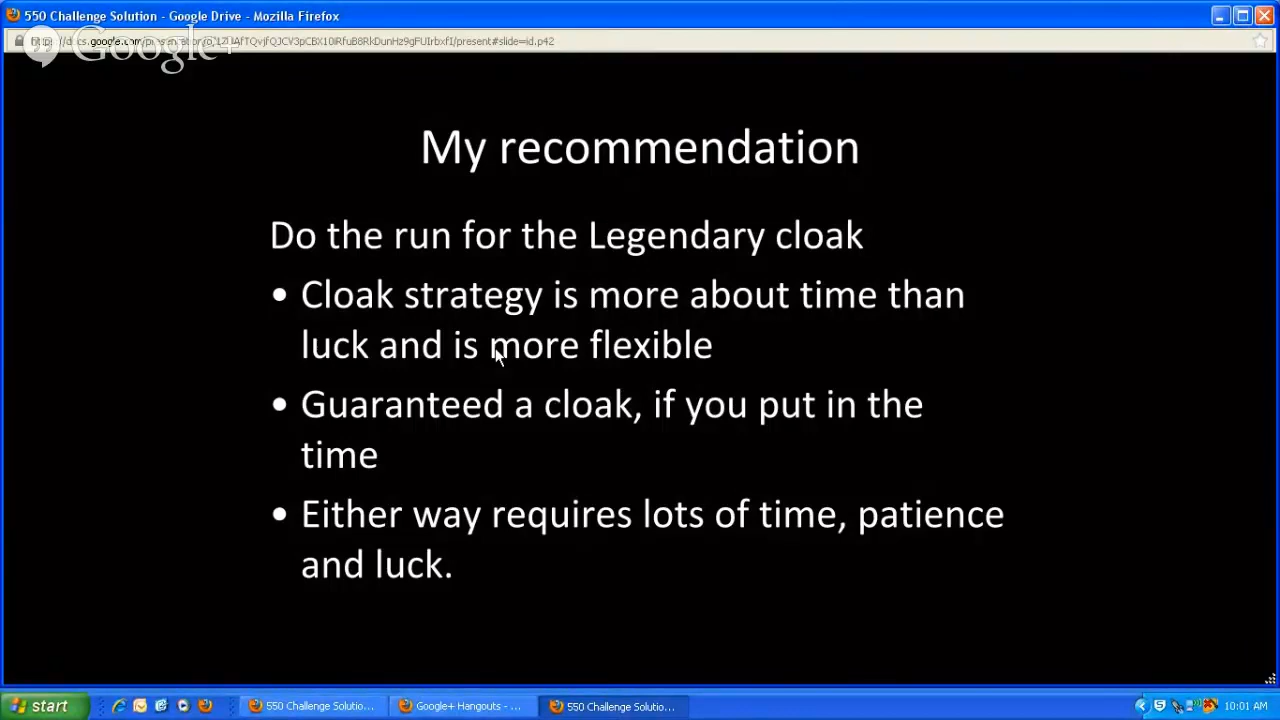 550 Challenge Solution - Google Drive - Mozilla Firefox
Google+
My recommendation
Do the run for the Legendary cloak
• Cloak strategy is more about time than
luck and is more flexible
• Guaranteed a cloak, if you put in the
time
• Either way requires lots of time, patience
and luck.
start
550 Challenge Solutio...
Google+ Hangouts - ...
550 Challenge Solutio...
10:01 AM